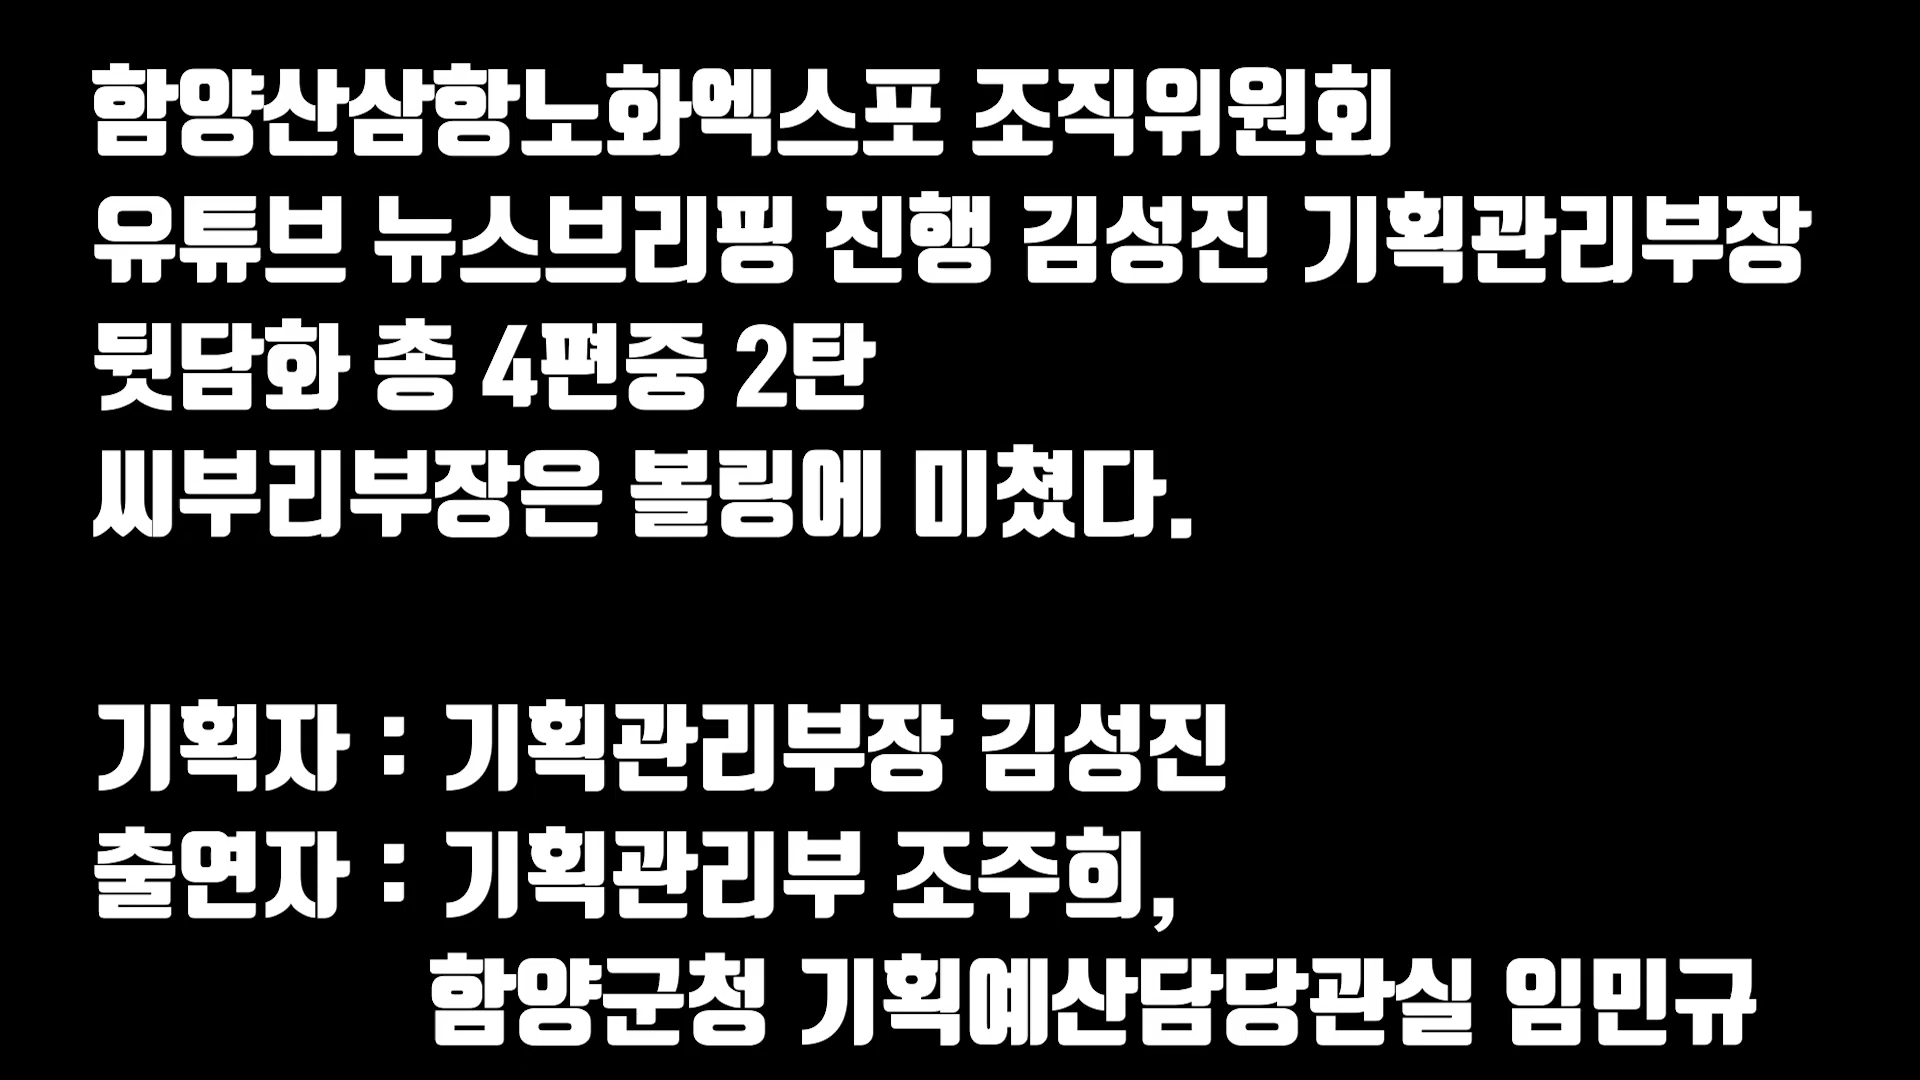 함양산삼항노화엑스포 조직위원회
유튜브 뉴스브리핑 진행 김성진 기획관리부장
뒷담화 총 4편중 2탄
씨부리부장은 볼링에 미쳤다.
기획자 : 기획관리부장 김성진
출연자 : 기획관리부 조주희,
함양군청 기획예산담당관실 임민규